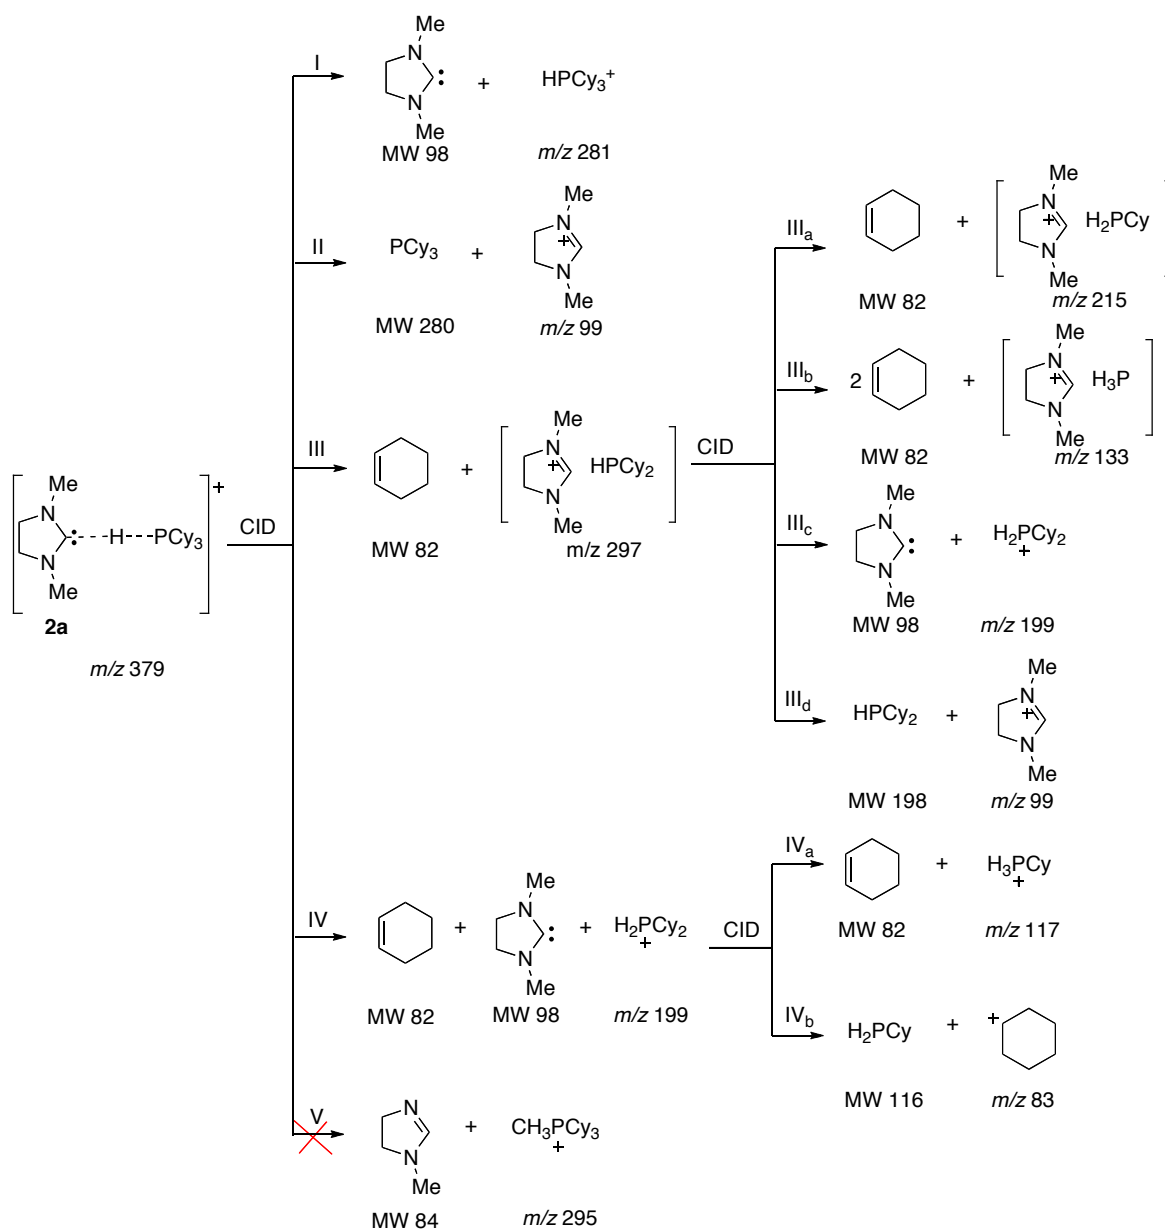 I
Me
N
:
N
Me
MW 98
+
HPCy3+
m/z 281
II
PCy3
MW 280
+
Me
N
+
N
Me
m/z 99
III
MW 82
+
Me
N
+
N
Me
HPCy2
m/z 297
CID
IIIa
MW 82
+
Me
N
+
N
Me
H2PCy
m/z 215
IIIb
2
MW 82
+
Me
N
+
N
Me
H3P
m/z 133
IIIc
Me
N
:
N
Me
MW 98
+
H2PCy2
+
m/z 199
IIId
HPCy2
MW 198
+
Me
N
+
N
Me
m/z 99
Me
N
:
N
Me
H
PCy3
+
2a
m/z 379
CID
IV
MW 82
+
Me
N
:
N
Me
MW 98
+
H2PCy2
+
m/z 199
CID
IVa
MW 82
+
H3PCy
+
m/z 117
IVb
H2PCy
MW 116
+
+
m/z 83
V
N
N
Me
MW 84
+
CH3PCy3
+
m/z 295